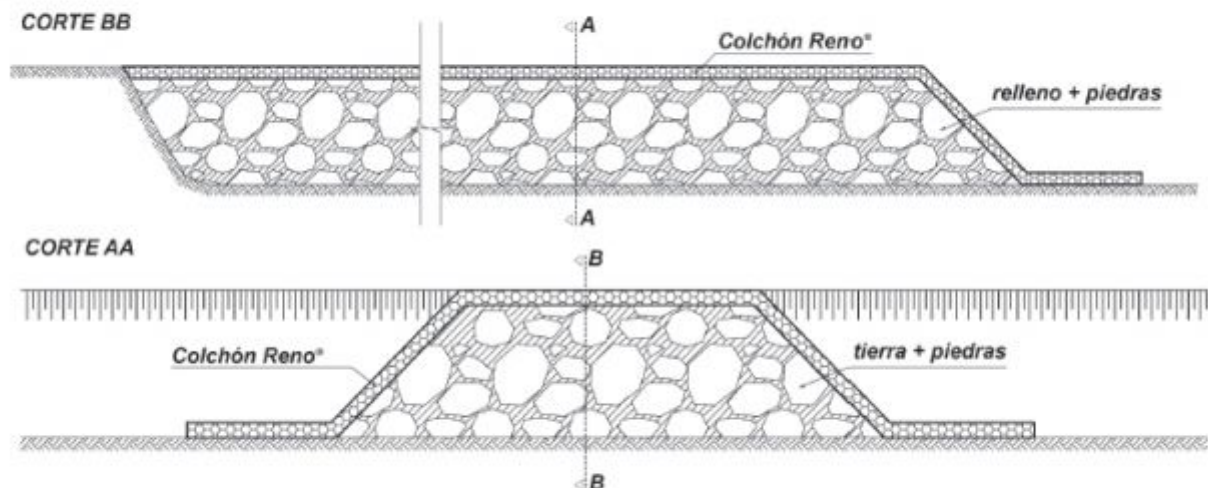 CORTE BB
A
Colchón Reno®
relleno + piedras
A
CORTE AA
B
Colchón Reno®
tierra + piedras
B